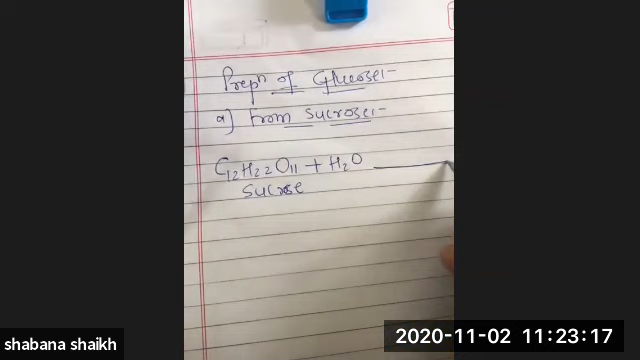 Prepⁿ of Glucose:-
a) From Sucrose:-
C₁₂H₂₂O₁₁ + H₂O
Sucrose
shabana shaikh
2020-11-02 11:23:17